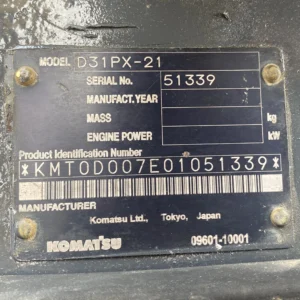 MODEL D31PX-21
SERIAL No. 51339
MANUFACT.YEAR
MASS kg
ENGINE POWER kW
Product Identification Number
*KMT0D007E01051339*
MANUFACTURER
Komatsu Ltd., Tokyo, Japan
KOMATSU 09601-10001